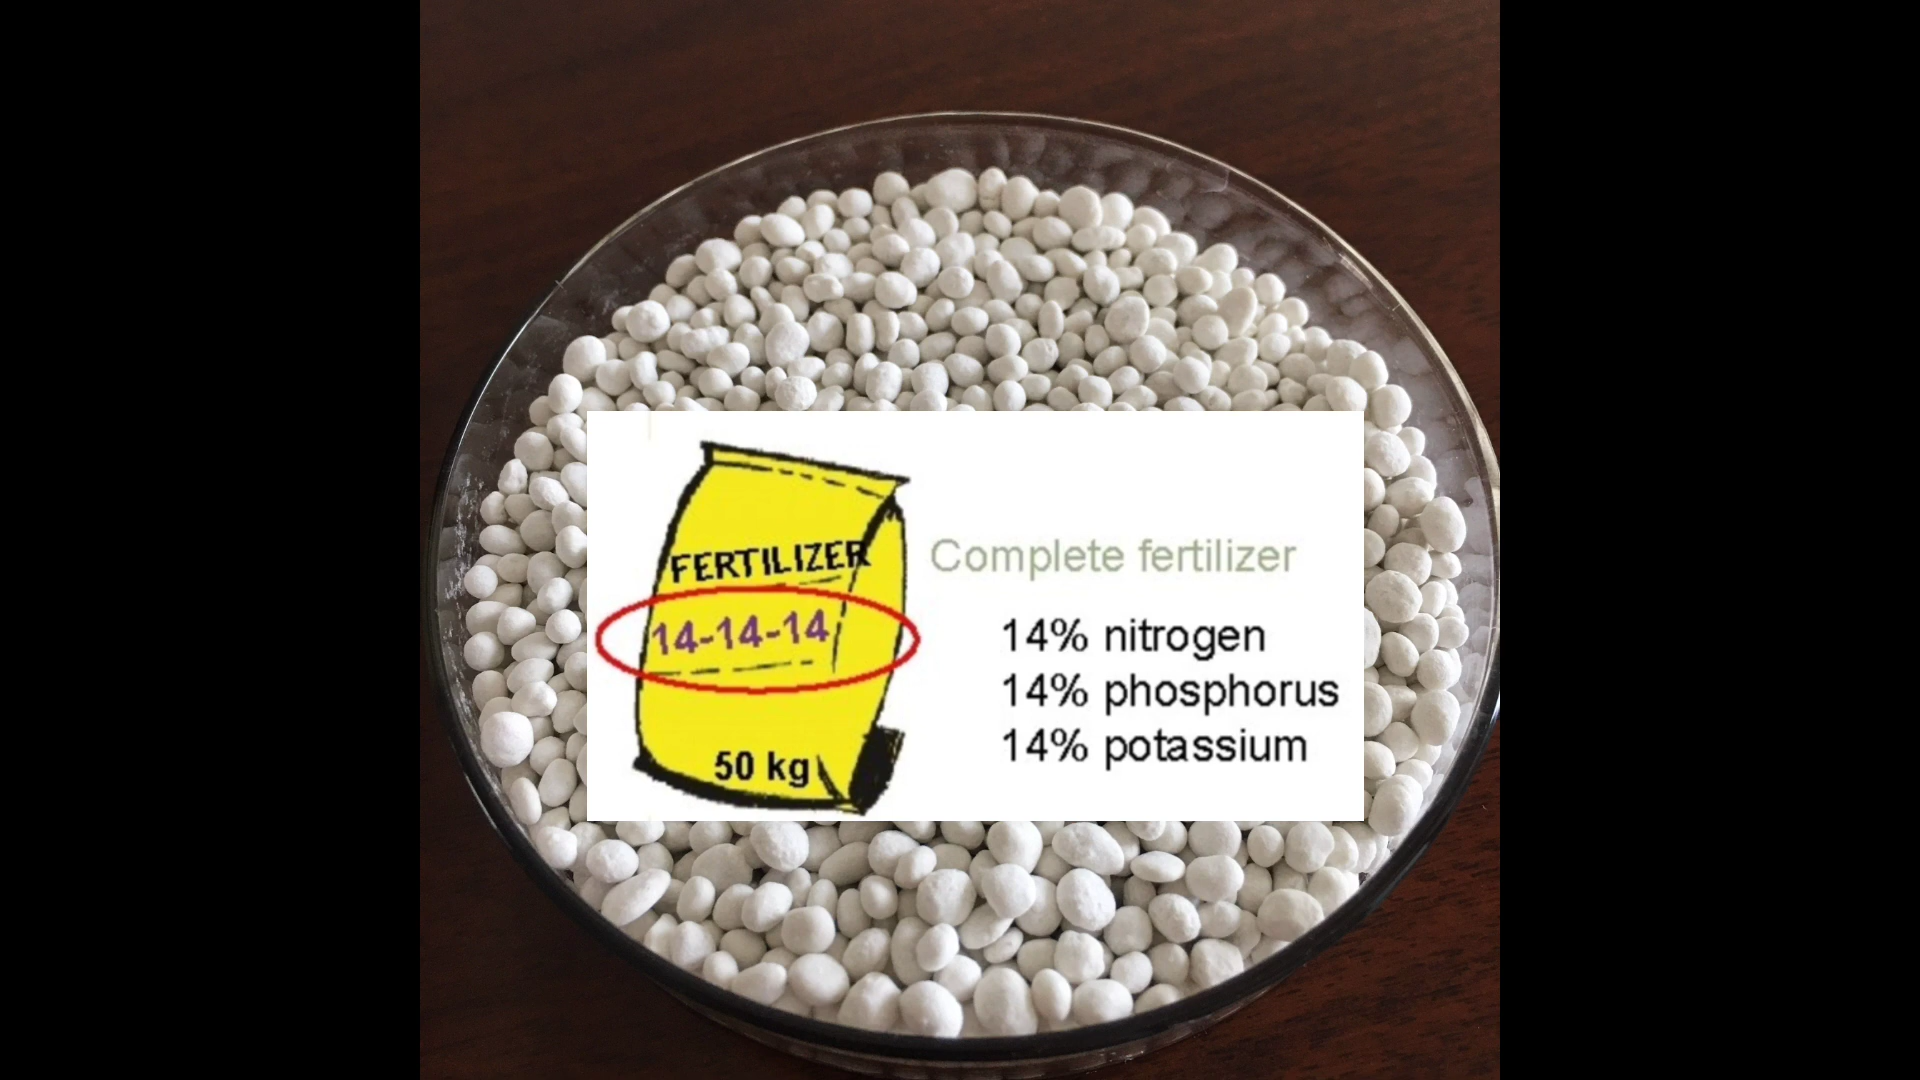 FERTILIZER
14-14-14
50 kg
Complete fertilizer
14% nitrogen
14% phosphorus
14% potassium